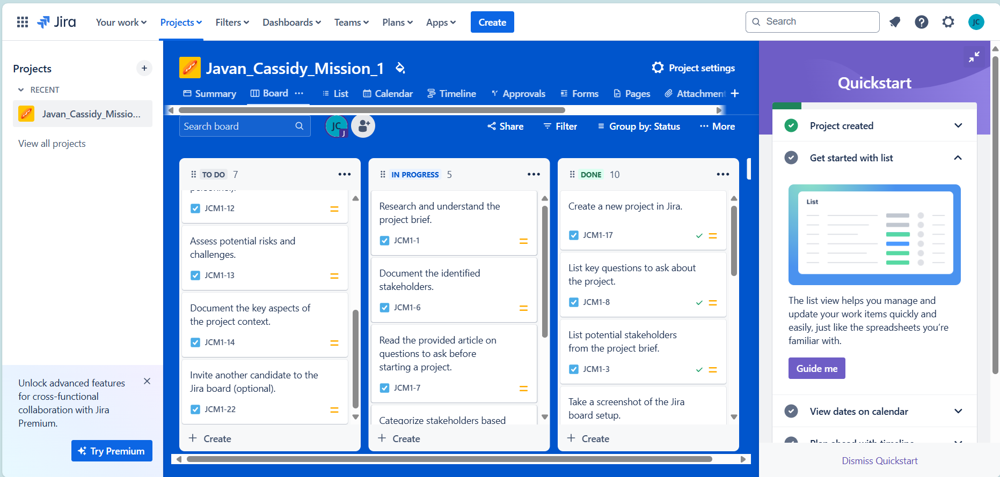 Jira
Your work
Projects
Filters
Dashboards
Teams
Plans
Apps
Create
Search
JC
Projects
RECENT
Javan_Cassidy_Missio...
View all projects
Unlock advanced features
for cross-functional
collaboration with Jira
Premium.
Try Premium
Javan_Cassidy_Mission_1
Project settings
Summary
Board
List
Calendar
Timeline
Approvals
Forms
Pages
Attachment
Search board
JC
J
Share
Filter
Group by: Status
More
TO DO 7
JCM1-12
Assess potential risks and
challenges.
JCM1-13
Document the key aspects of
the project context.
JCM1-14
Invite another candidate to the
Jira board (optional).
JCM1-22
Create
IN PROGRESS 5
Research and understand the
project brief.
JCM1-1
Document the identified
stakeholders.
JCM1-6
Read the provided article on
questions to ask before
starting a project.
JCM1-7
Categorize stakeholders based
Create
DONE 10
Create a new project in Jira.
JCM1-17
List key questions to ask about
the project.
JCM1-8
List potential stakeholders
from the project brief.
JCM1-3
Take a screenshot of the Jira
board setup.
Create
Quickstart
Project created
Get started with list
List
The list view helps you manage and
update your work items quickly and
easily, just like the spreadsheets you’re
familiar with.
Guide me
View dates on calendar
Plan ahead with timeline
Dismiss Quickstart